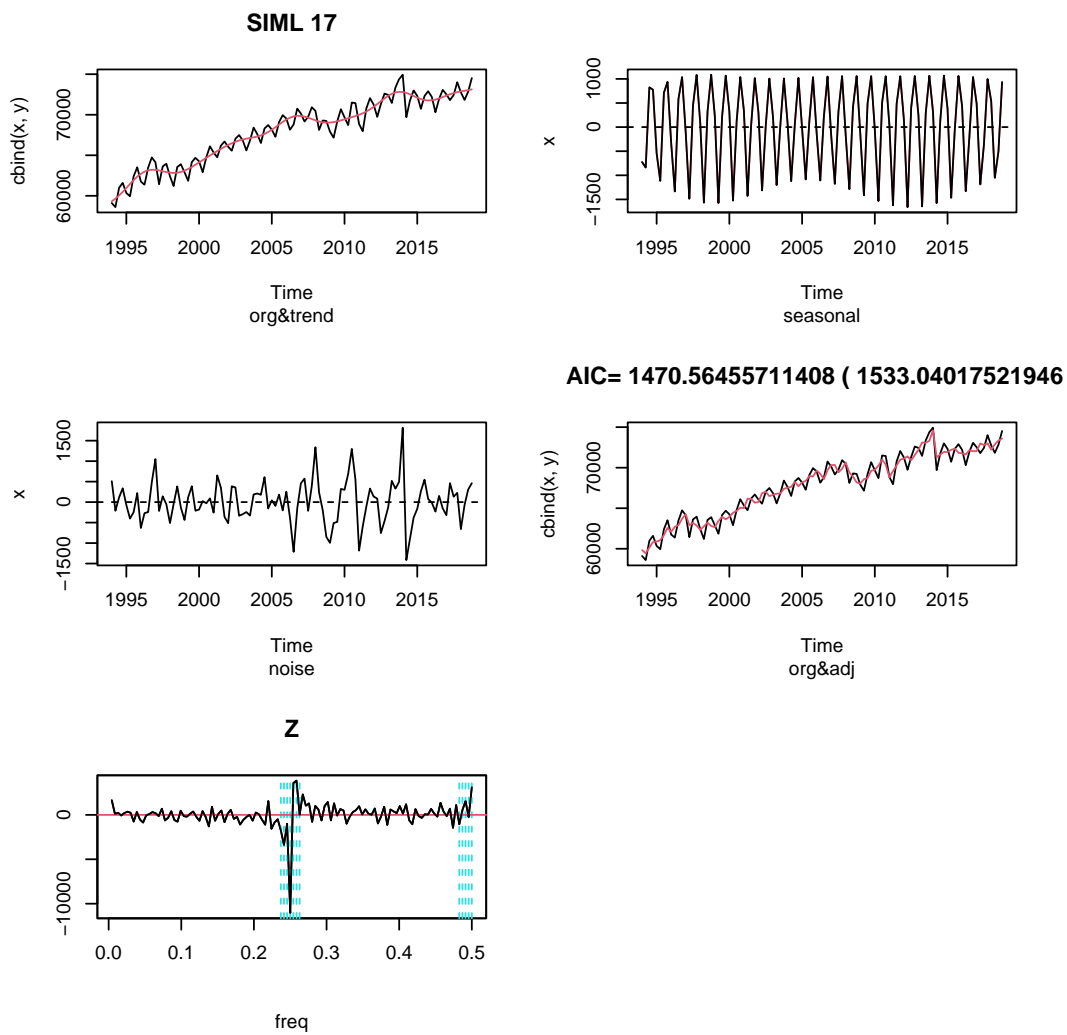 SIML 17
cbind(x, y)
60000 70000
1995 2000 2005 2010 2015
Time
org&trend
x
−1500 0 1000
1995 2000 2005 2010 2015
Time
seasonal
x
−1500 0 1500
1995 2000 2005 2010 2015
Time
noise
AIC= 1470.56455711408 ( 1533.04017521946
cbind(x, y)
60000 70000
1995 2000 2005 2010 2015
Time
org&adj
Z
−10000 0
0.0 0.1 0.2 0.3 0.4 0.5
freq